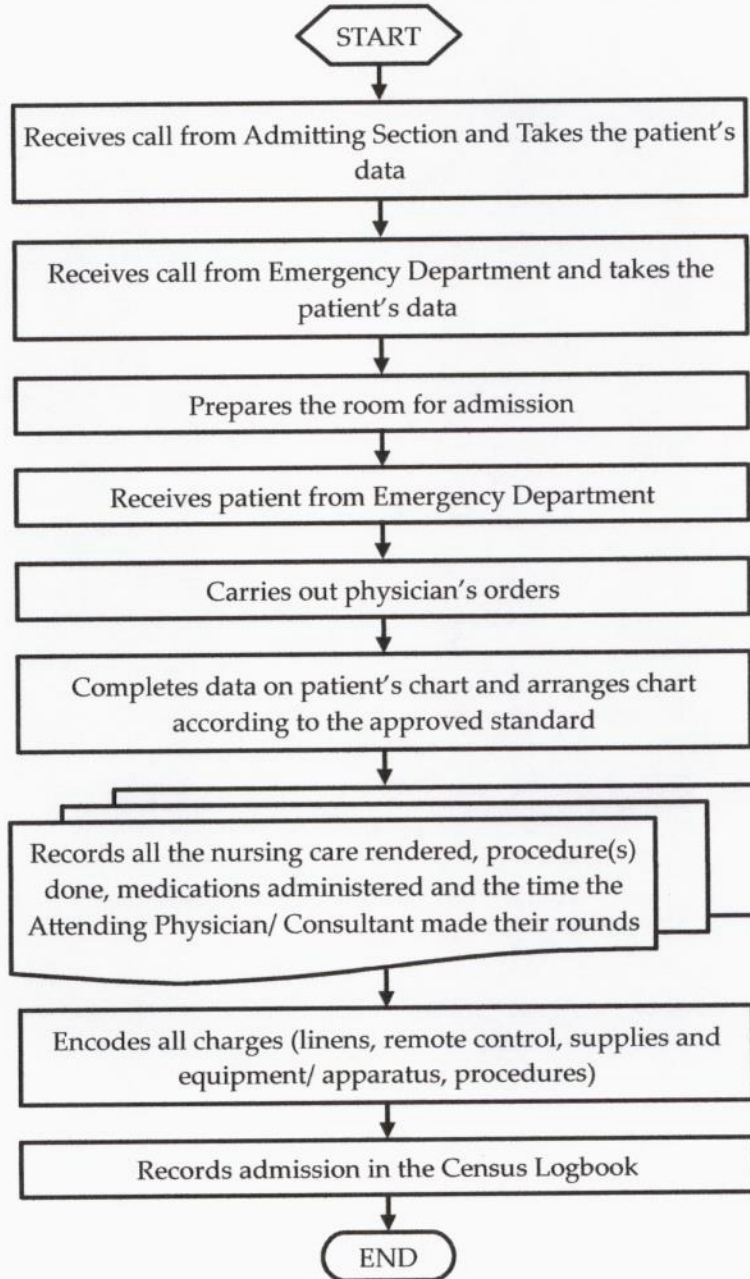 START
Receives call from Admitting Section and Takes the patient's
data
Receives call from Emergency Department and takes the
patient's data
Prepares the room for admission
Receives patient from Emergency Department
Carries out physician's orders
Completes data on patient's chart and arranges chart
according to the approved standard
Records all the nursing care rendered, procedure(s)
done, medications administered and the time the
Attending Physician/ Consultant made their rounds
Encodes all charges (linens, remote control, supplies and
equipment/ apparatus, procedures)
Records admission in the Census Logbook
END